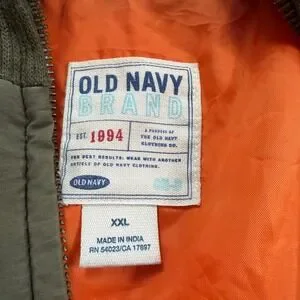 OLD NAVY
BRAND
EST. 1994
A PRODUCT OF
THE OLD NAVY
CLOTHING CO.
FOR BEST RESULTS: WEAR WITH ANOTHER
ARTICLE OF OLD NAVY CLOTHING.
OLD NAVY
XXL
MADE IN INDIA
RN 54023/CA 17897